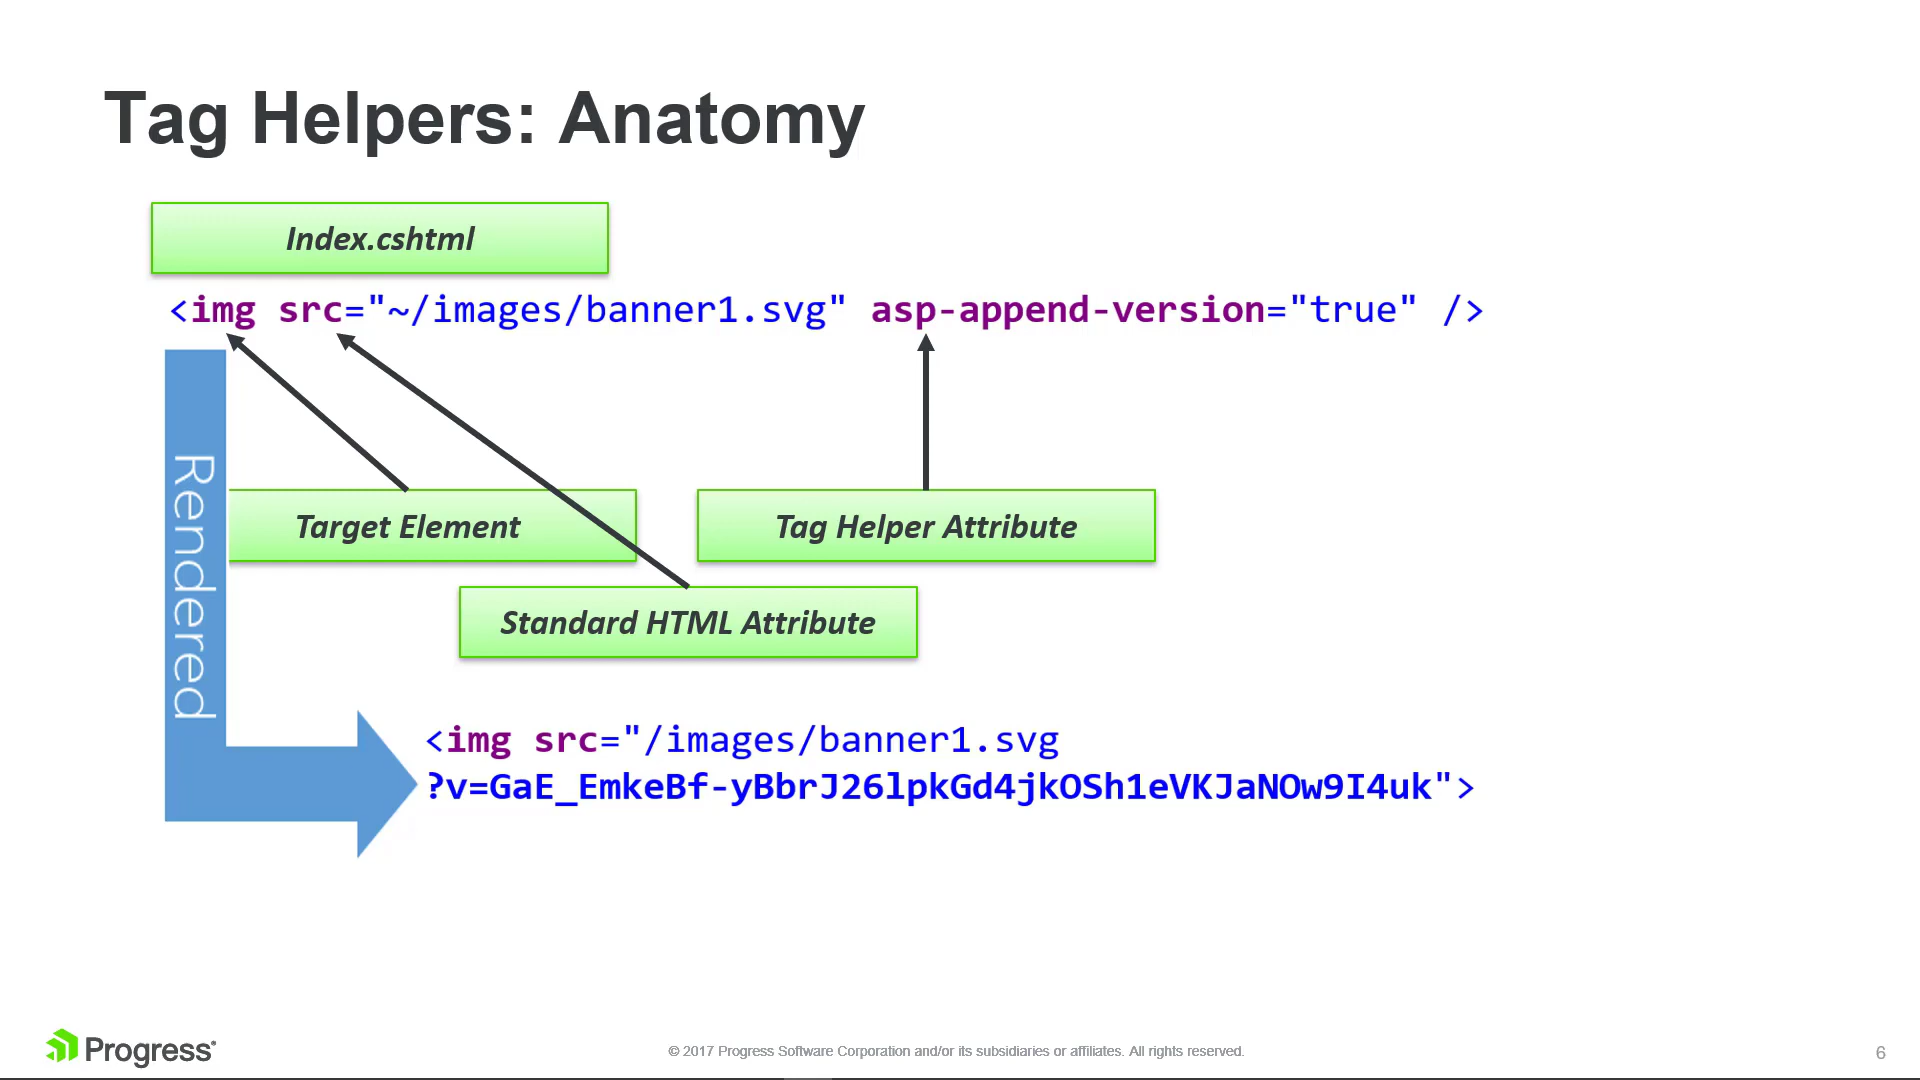 Tag Helpers: Anatomy
Index.cshtml
<img src="~/images/banner1.svg" asp-append-version="true" />
Rendered
Target Element
Tag Helper Attribute
Standard HTML Attribute
<img src="/images/banner1.svg
?v=GaE_EmkeBf-yBbrJ26lpkGd4jkOSh1eVKJaNOw9I4uk">
Progress®
© 2017 Progress Software Corporation and/or its subsidiaries or affiliates. All rights reserved.
6